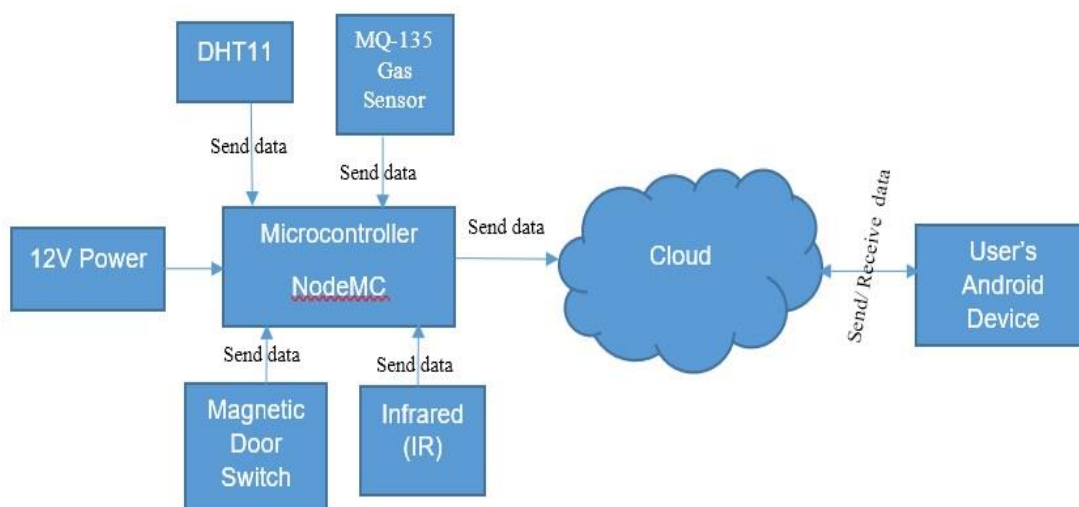 DHT11
MQ-135
Gas
Sensor
Send data
Send data
12V Power
Microcontroller
NodeMC
Send data
Cloud
Send/ Receive data
User's
Android
Device
Send data
Send data
Magnetic
Door
Switch
Infrared
(IR)